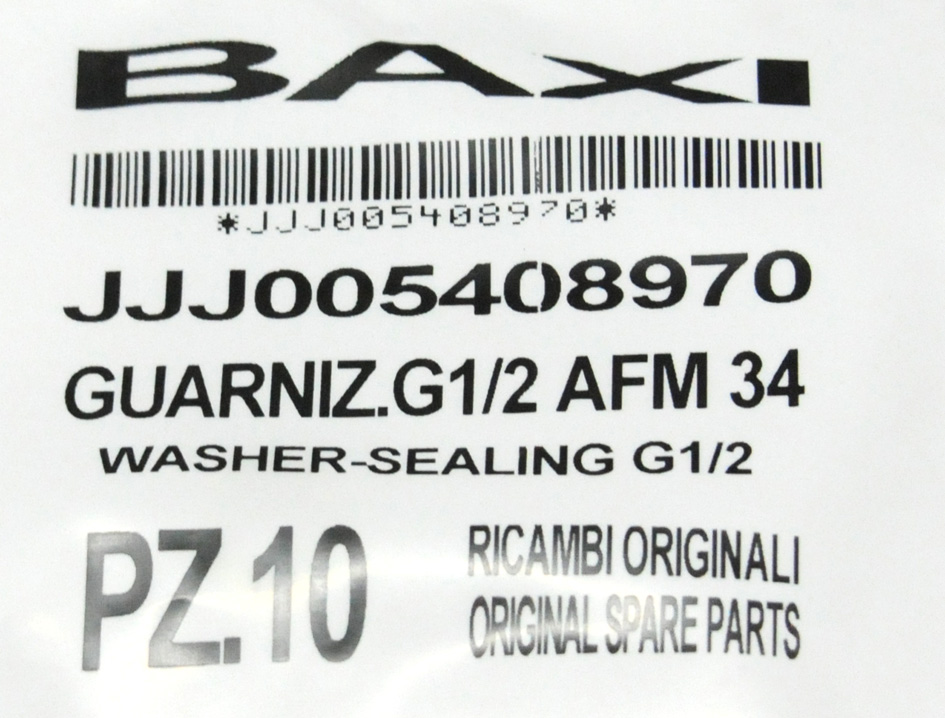 BAXI
*JJJ005408970*
JJJ005408970
GUARNIZ.G1/2 AFM 34
WASHER-SEALING G1/2
PZ.10
RICAMBI ORIGINALI
ORIGINAL SPARE PARTS